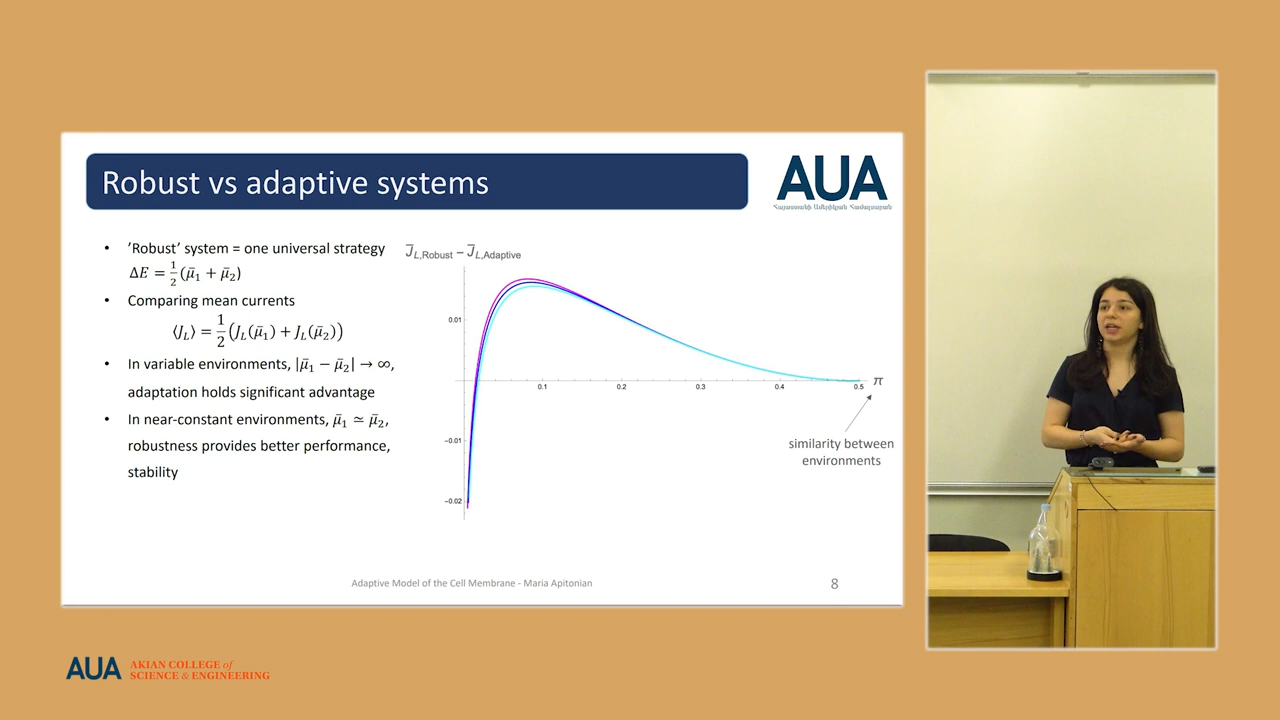 Robust vs adaptive systems
AUA
Հայաստանի Ամերիկյան Համալսարան
• ’Robust’ system = one universal strategy
ΔE = 1/2 (μ̄₁ + μ̄₂)
• Comparing mean currents
⟨J_L⟩ = 1/2 (J_L(μ̄₁) + J_L(μ̄₂))
• In variable environments, |μ̄₁ − μ̄₂| → ∞,
adaptation holds significant advantage
• In near-constant environments, μ̄₁ ≃ μ̄₂,
robustness provides better performance,
stability
J̄_L,Robust − J̄_L,Adaptive
0.01
0.1 0.2 0.3 0.4 0.5 π
−0.01
−0.02
similarity between
environments
Adaptive Model of the Cell Membrane - Maria Apitonian
8
AUA AKIAN COLLEGE of
SCIENCE & ENGINEERING